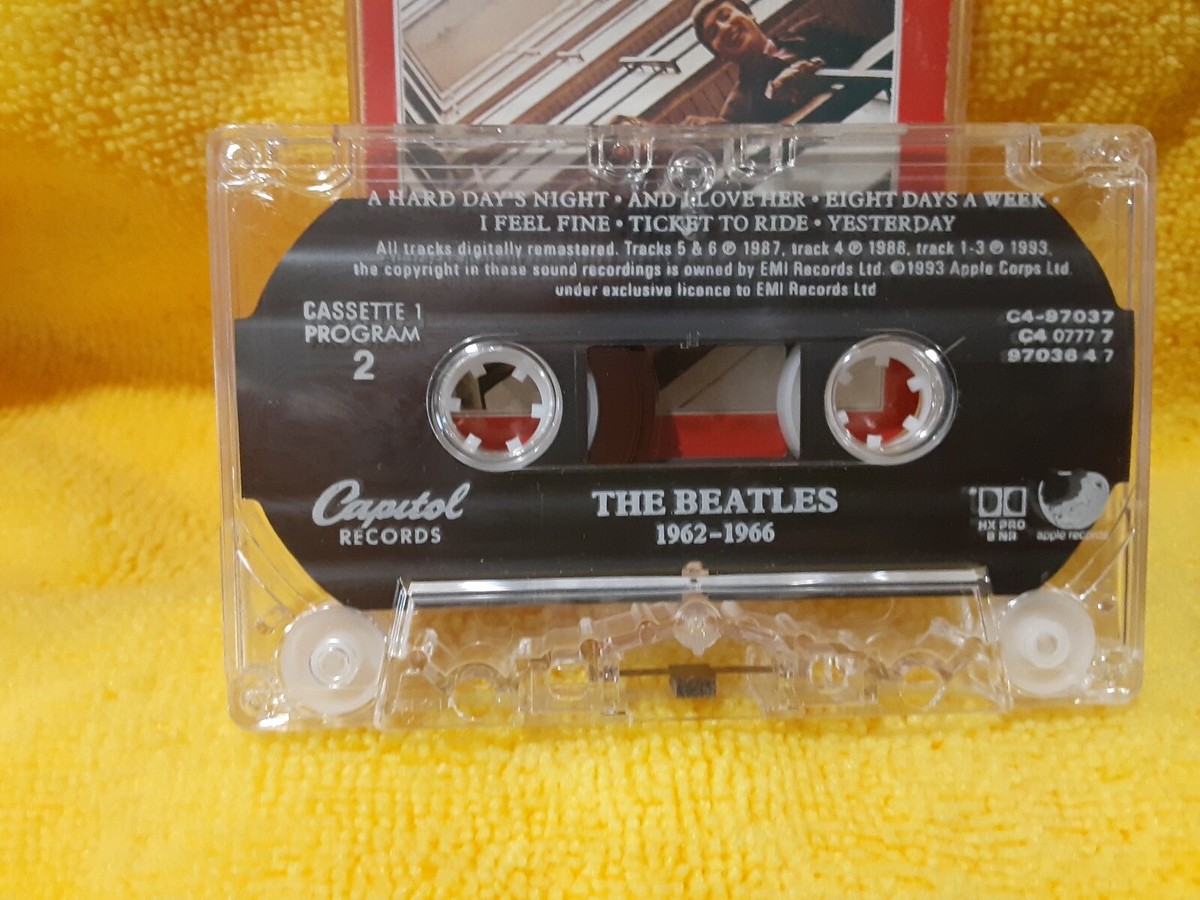 A HARD DAY'S NIGHT • AND I LOVE HER • EIGHT DAYS A WEEK •
I FEEL FINE • TICKET TO RIDE • YESTERDAY
All tracks digitally remastered. Tracks 5 & 6 ℗ 1987, track 4 ℗ 1988, track 1-3 ℗ 1993,
the copyright in these sound recordings is owned by EMI Records Ltd. ©1993 Apple Corps Ltd.
under exclusive licence to EMI Records Ltd
CASSETTE 1
PROGRAM
2
C4-97037
C4 0777 7
97036 4 7
Capitol
RECORDS
THE BEATLES
1962–1966
HX PRO
B NR
apple records